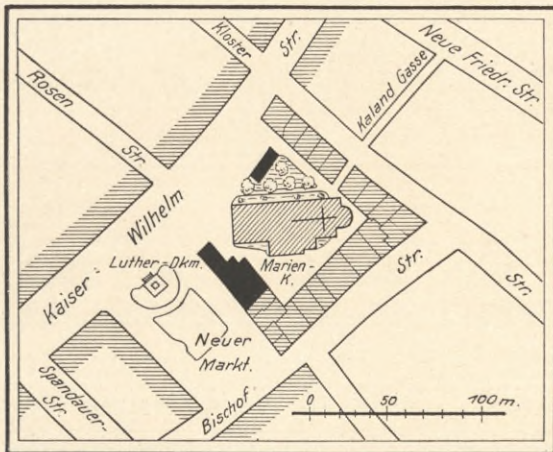 Kloster
Str.
Neue Friedr. Str.
Kaland Gasse
Rosen
Str.
Kaiser = Wilhelm
Luther-Dkm.
Marien-
K.
Str.
Str.
Neuer
Markt.
Spandauer-
Str.
Bischof
0 50 100 m.